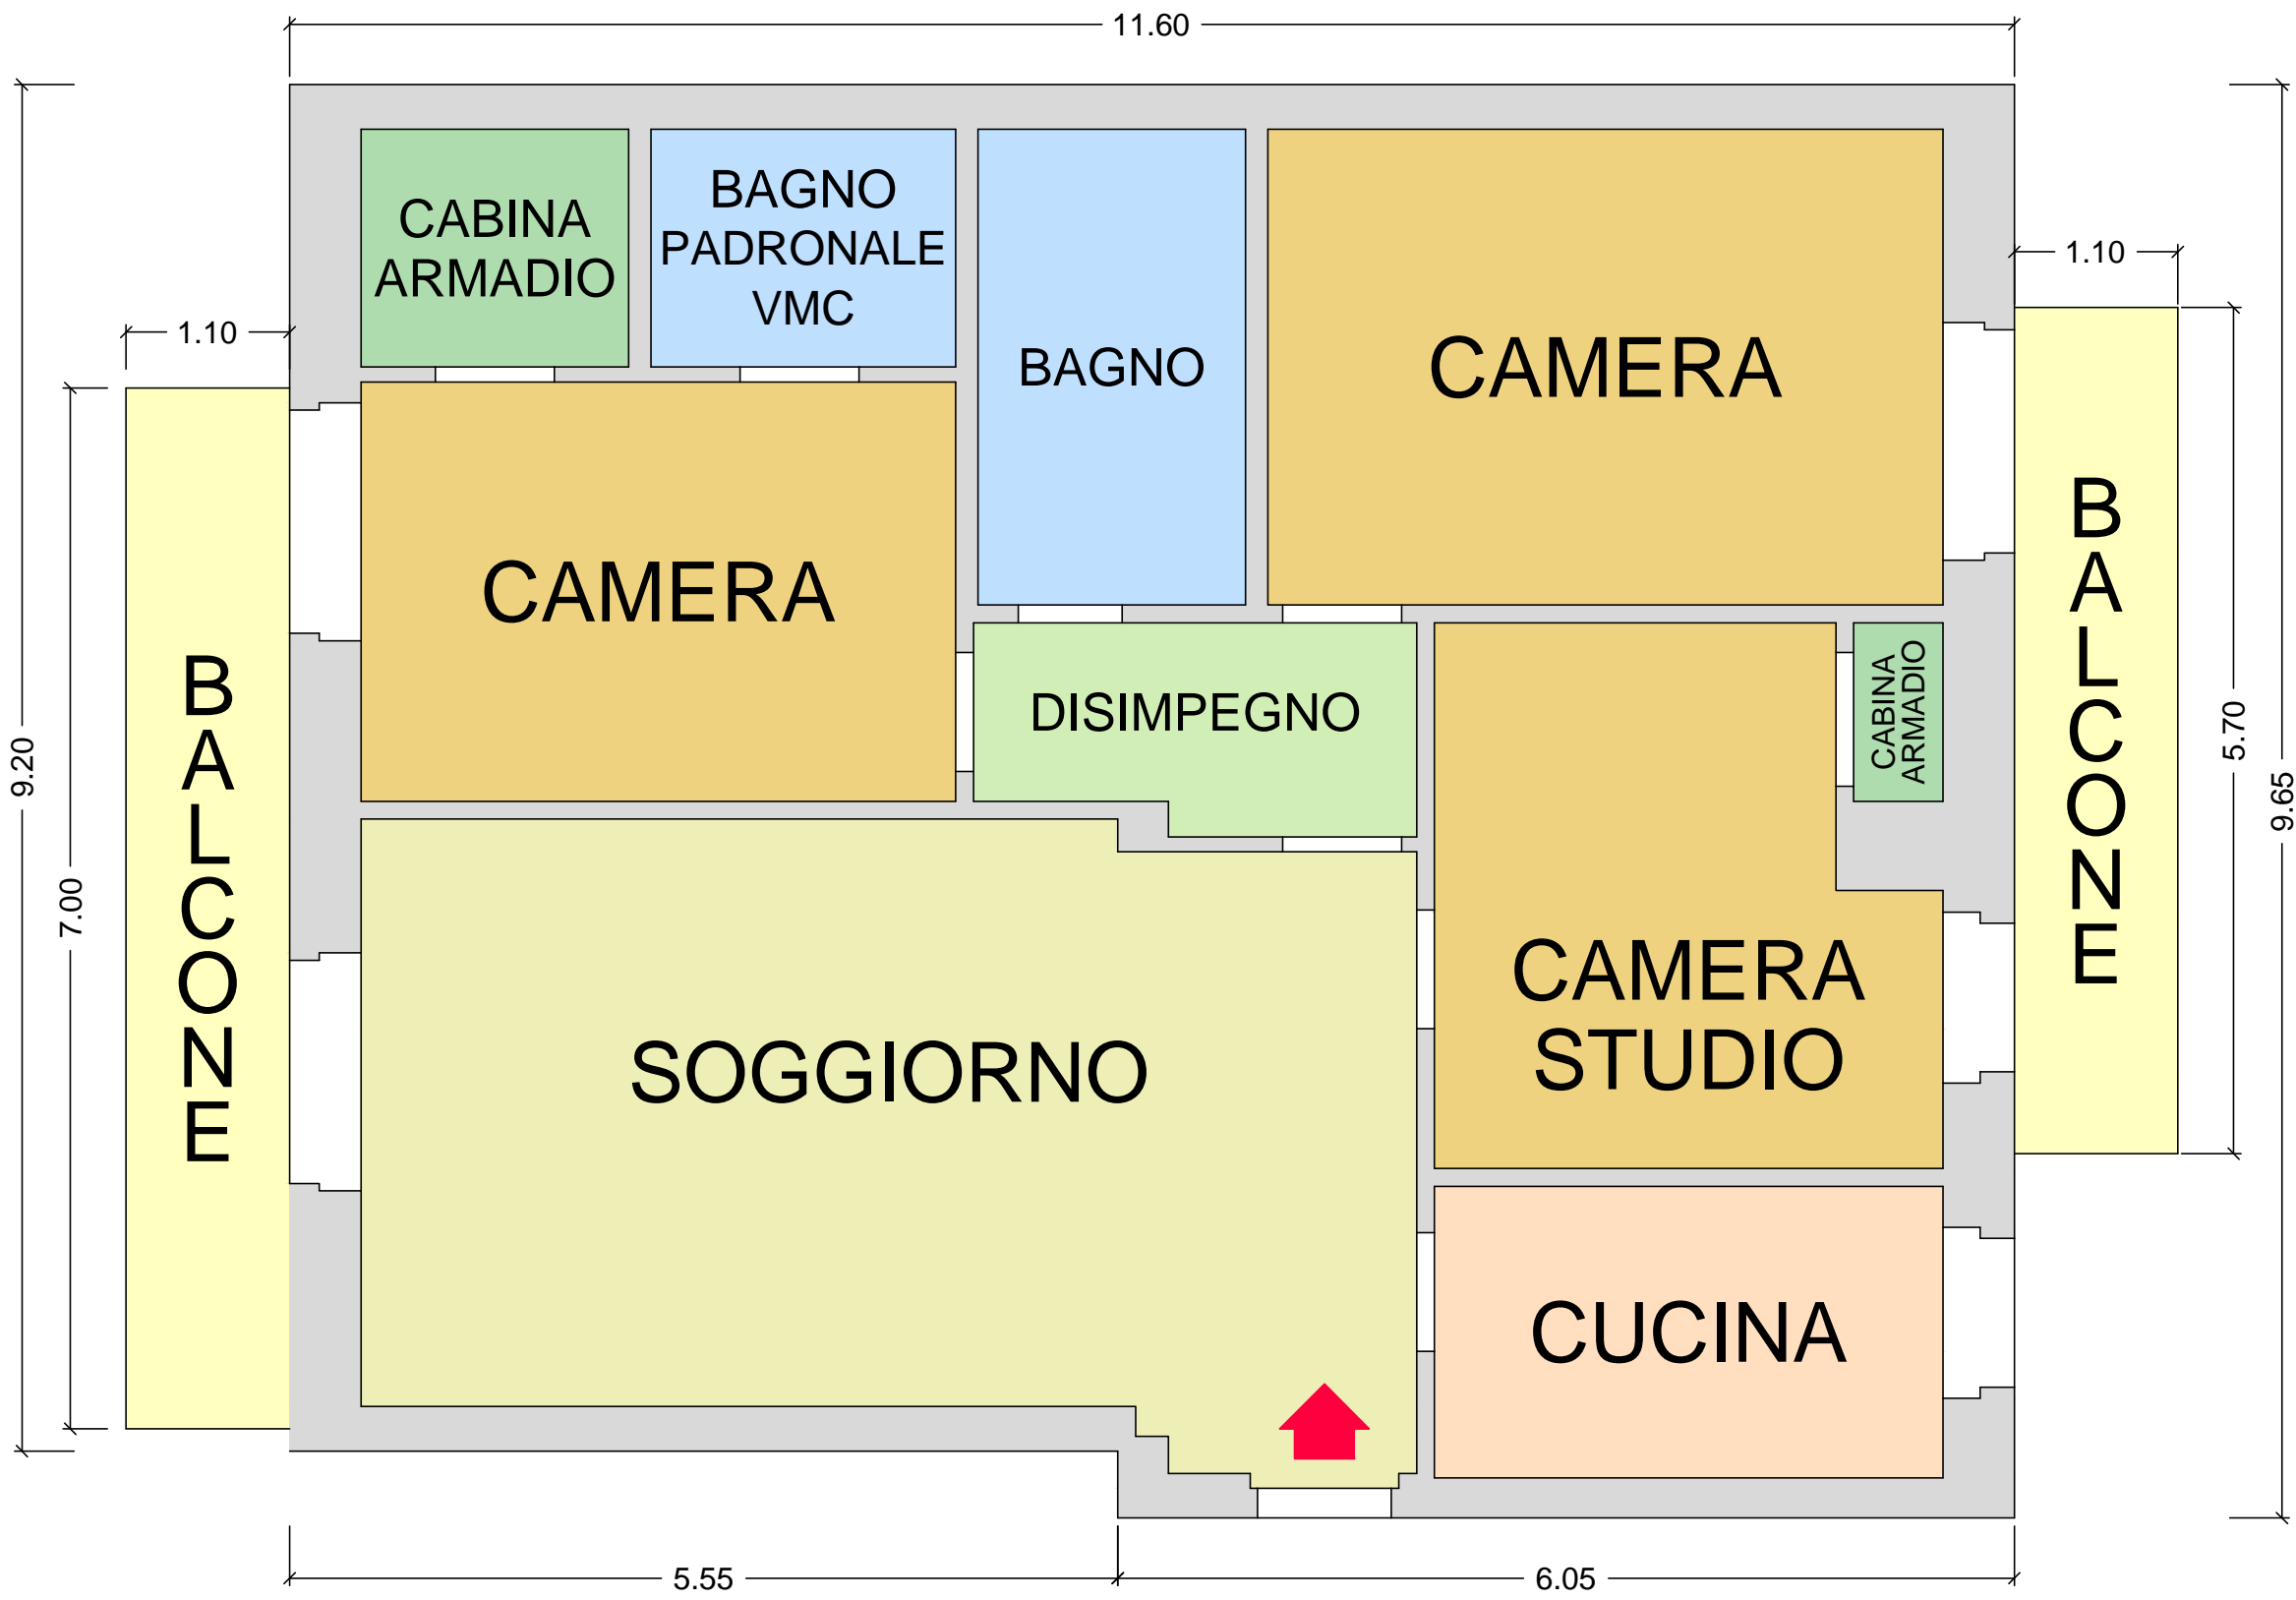 11.60
CABINA
ARMADIO
BAGNO
PADRONALE
VMC
BAGNO
CAMERA
1.10
1.10
CAMERA
DISIMPEGNO
CABINA
ARMADIO
BALCONE
BALCONE
9.20
7.00
5.70
9.65
SOGGIORNO
CAMERA
STUDIO
CUCINA
5.55
6.05